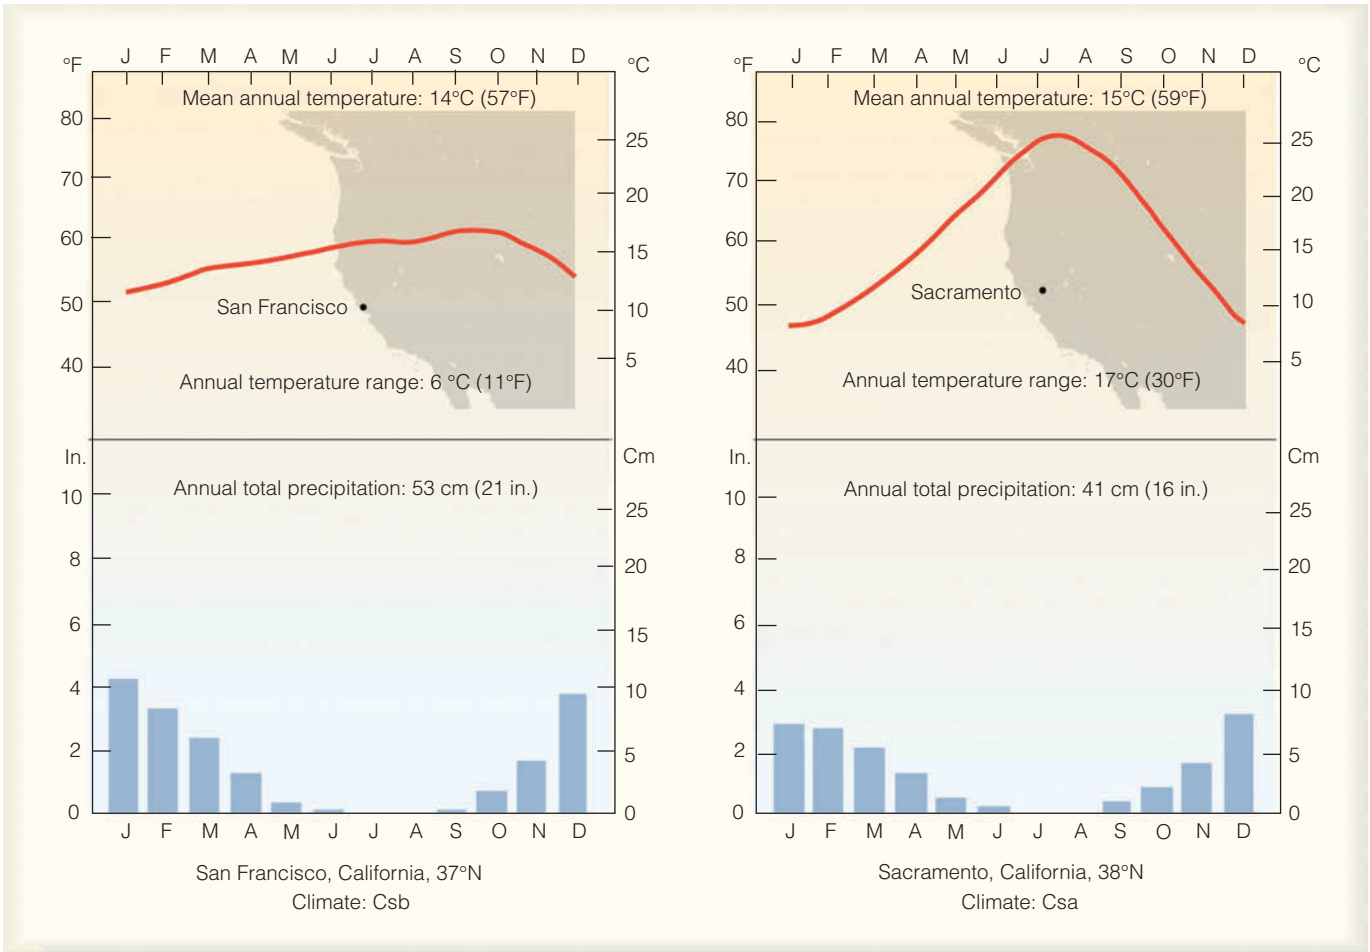 J F M A M J J A S O N D
°F
°C
Mean annual temperature: 14°C (57°F)
80
70
60
50
40
25
20
15
10
5
San Francisco
Annual temperature range: 6 °C (11°F)
In.
Cm
Annual total precipitation: 53 cm (21 in.)
10
8
6
4
2
0
25
20
15
10
5
0
J F M A M J J A S O N D
San Francisco, California, 37°N
Climate: Csb
J F M A M J J A S O N D
°F
°C
Mean annual temperature: 15°C (59°F)
80
70
60
50
40
25
20
15
10
5
Sacramento
Annual temperature range: 17°C (30°F)
In.
Cm
Annual total precipitation: 41 cm (16 in.)
10
8
6
4
2
0
25
20
15
10
5
0
J F M A M J J A S O N D
Sacramento, California, 38°N
Climate: Csa